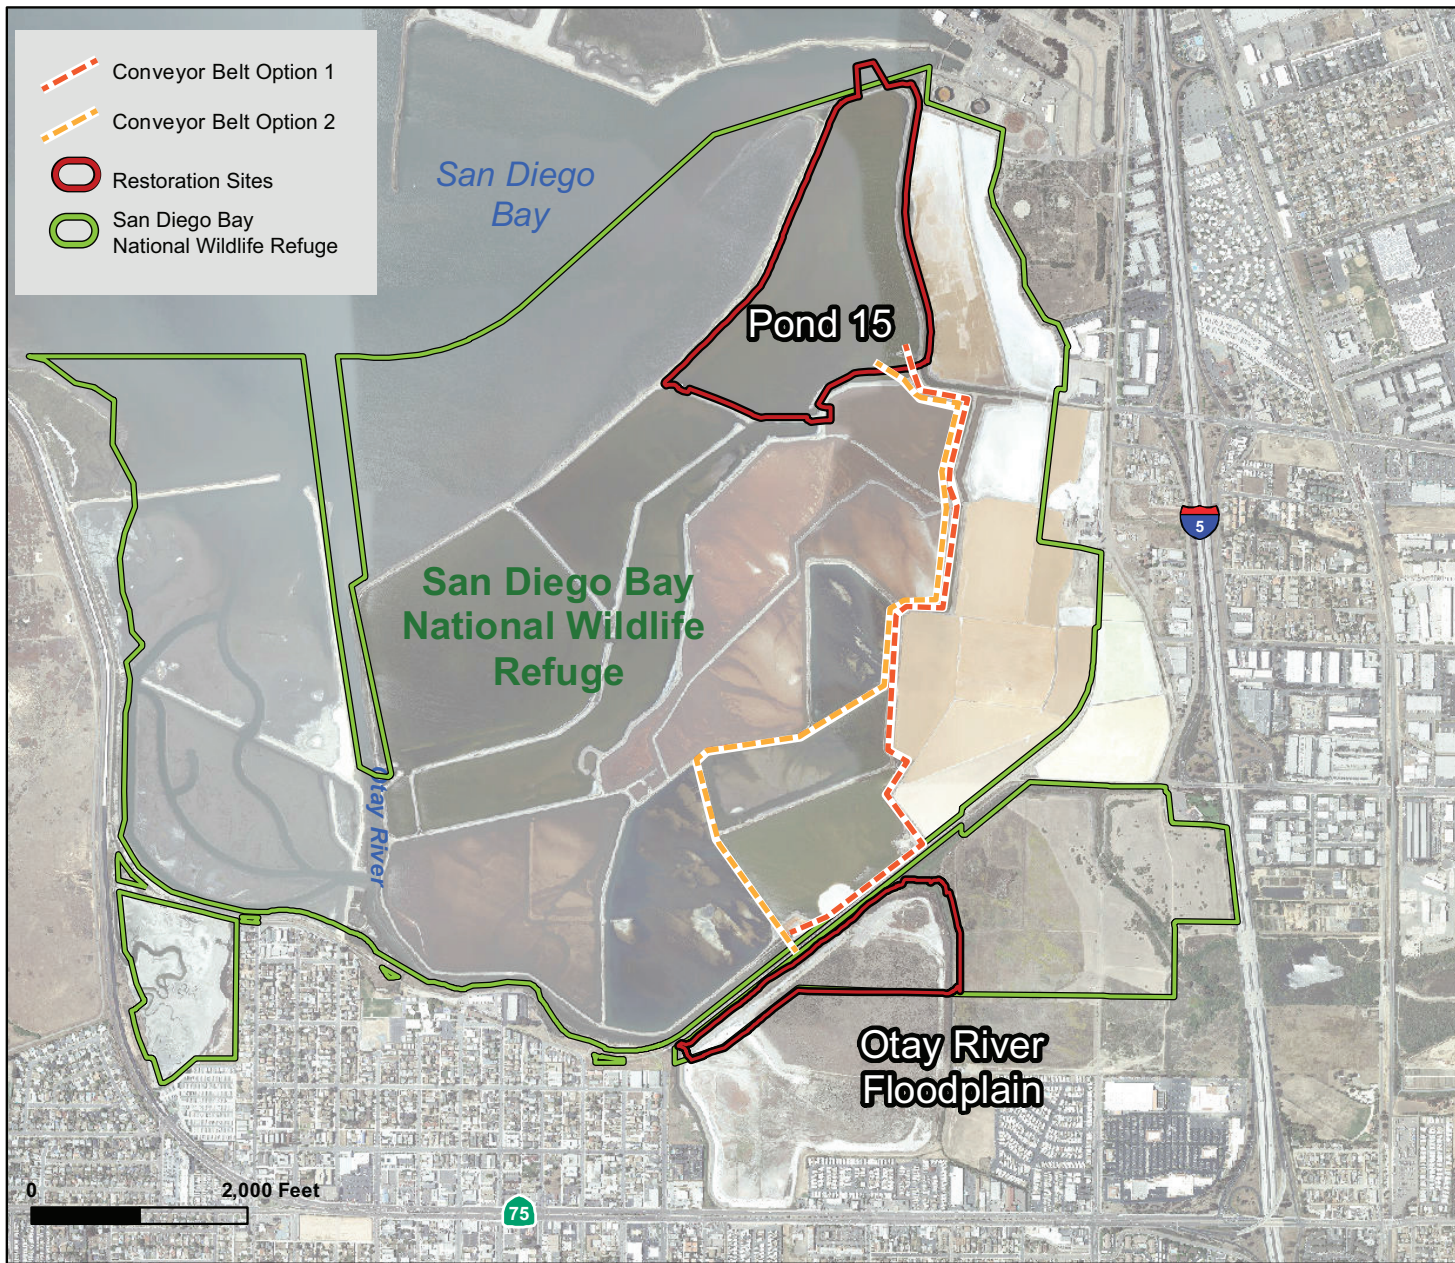 Conveyor Belt Option 1
Conveyor Belt Option 2
Restoration Sites
San Diego Bay
National Wildlife Refuge
San Diego
Bay
Pond 15
5
San Diego Bay
National Wildlife
Refuge
Otay River
Otay River
Floodplain
0
2,000 Feet
75